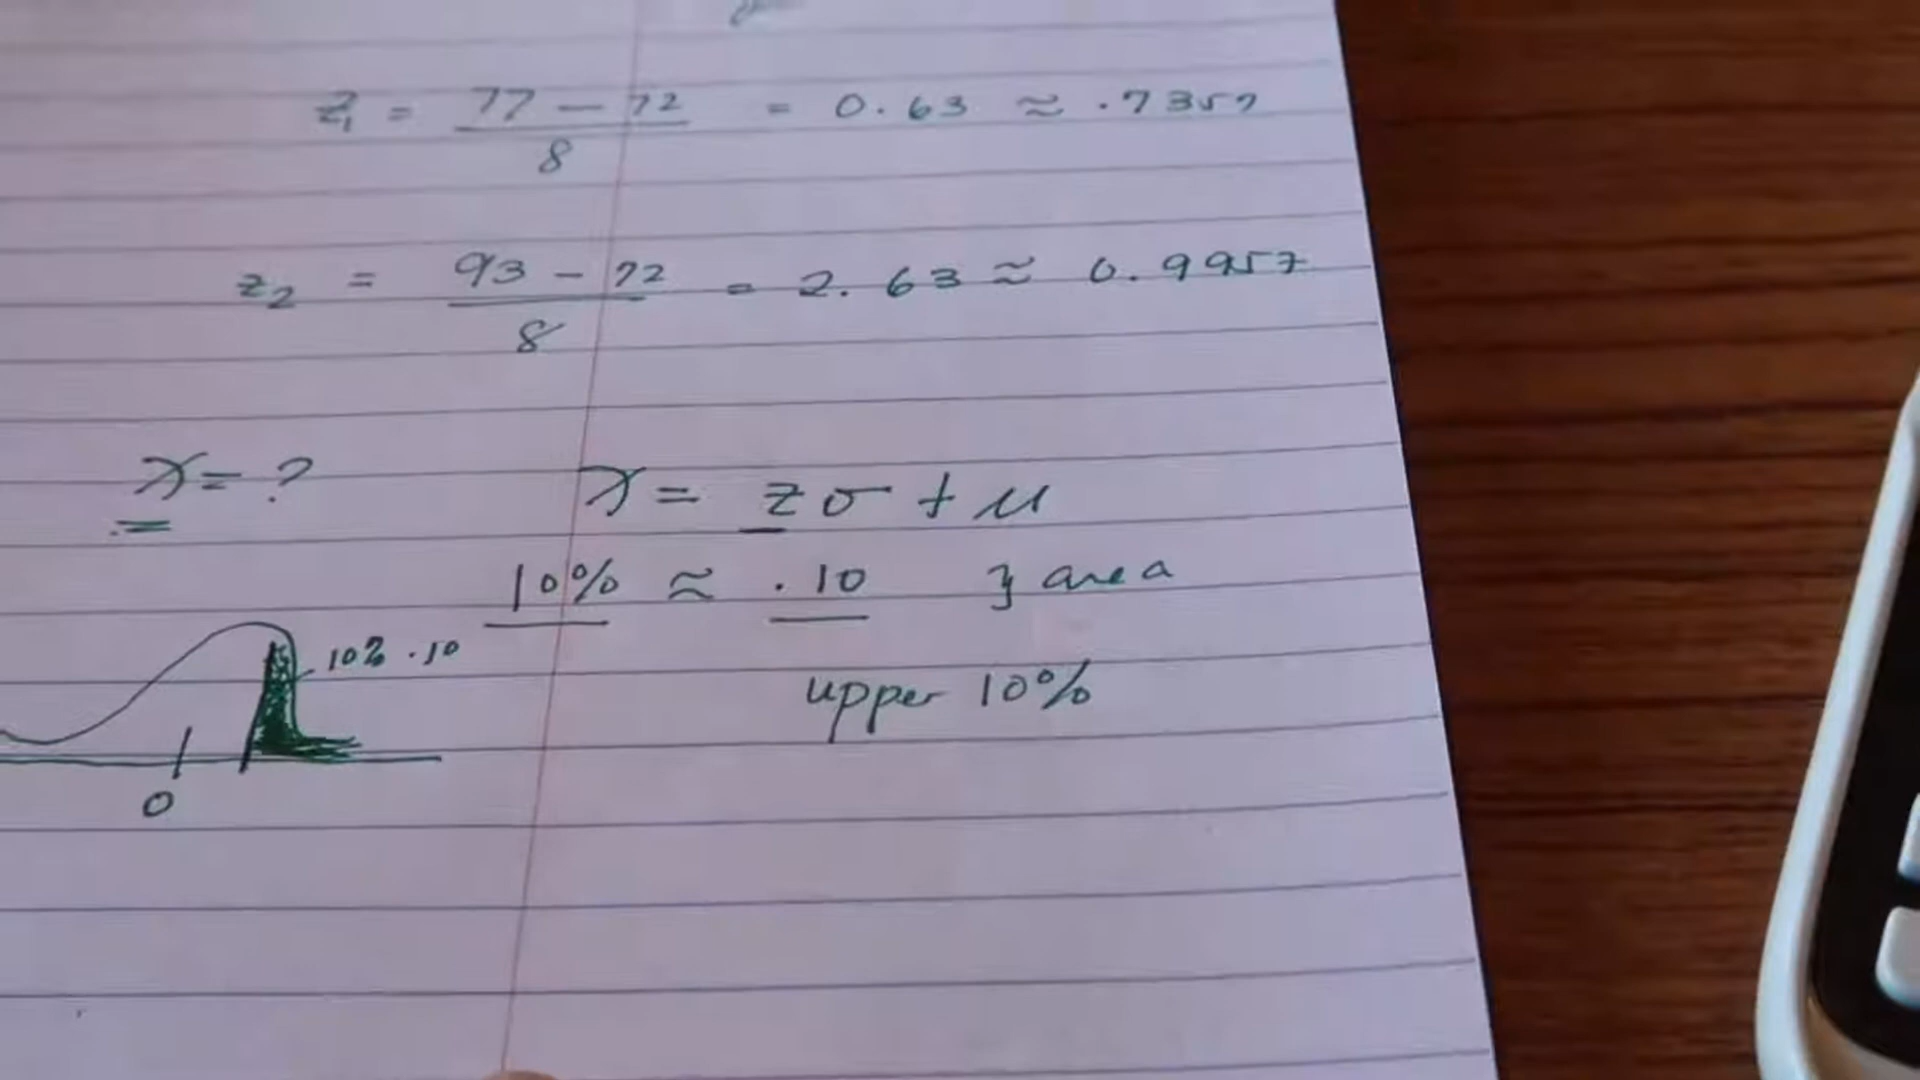 z₁ = 77 - 72 / 8 = 0.63 ≈ .7357
z₂ = 93 - 72 / 8 = 2.63 ≈ 0.9957
x = ? x = zσ + μ
10% ≈ .10 } area
10% .10
upper 10%
0